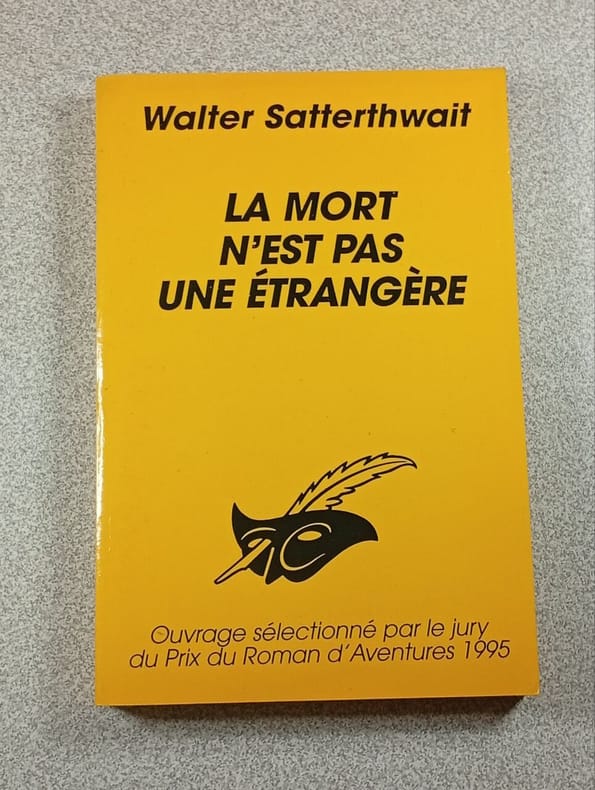 Walter Satterthwait
LA MORT
N'EST PAS
UNE ÉTRANGÈRE
Ouvrage sélectionné par le jury
du Prix du Roman d'Aventures 1995